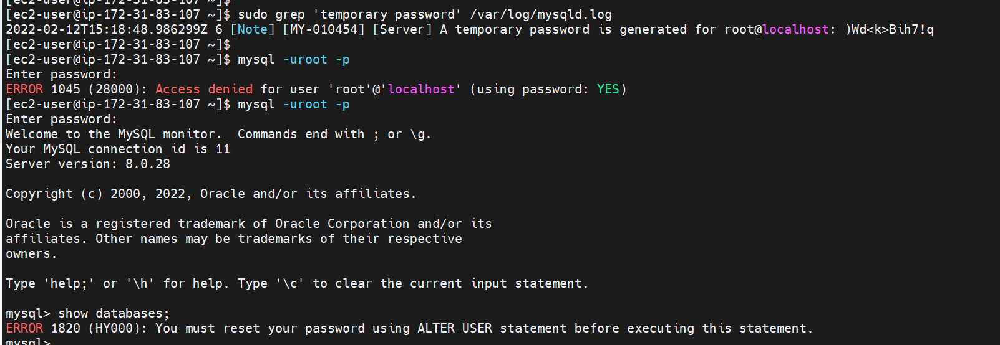 [ec2-user@ip-172-31-83-107 ~]$
[ec2-user@ip-172-31-83-107 ~]$ sudo grep 'temporary password' /var/log/mysqld.log
2022-02-12T15:18:48.986299Z 6 [Note] [MY-010454] [Server] A temporary password is generated for root@localhost: )Wd<k>Bih7!q
[ec2-user@ip-172-31-83-107 ~]$
[ec2-user@ip-172-31-83-107 ~]$ mysql -uroot -p
Enter password:
ERROR 1045 (28000): Access denied for user 'root'@'localhost' (using password: YES)
[ec2-user@ip-172-31-83-107 ~]$ mysql -uroot -p
Enter password:
Welcome to the MySQL monitor.  Commands end with ; or \g.
Your MySQL connection id is 11
Server version: 8.0.28
Copyright (c) 2000, 2022, Oracle and/or its affiliates.
Oracle is a registered trademark of Oracle Corporation and/or its
affiliates. Other names may be trademarks of their respective
owners.
Type 'help;' or '\h' for help. Type '\c' to clear the current input statement.
mysql> show databases;
ERROR 1820 (HY000): You must reset your password using ALTER USER statement before executing this statement.
mysql>